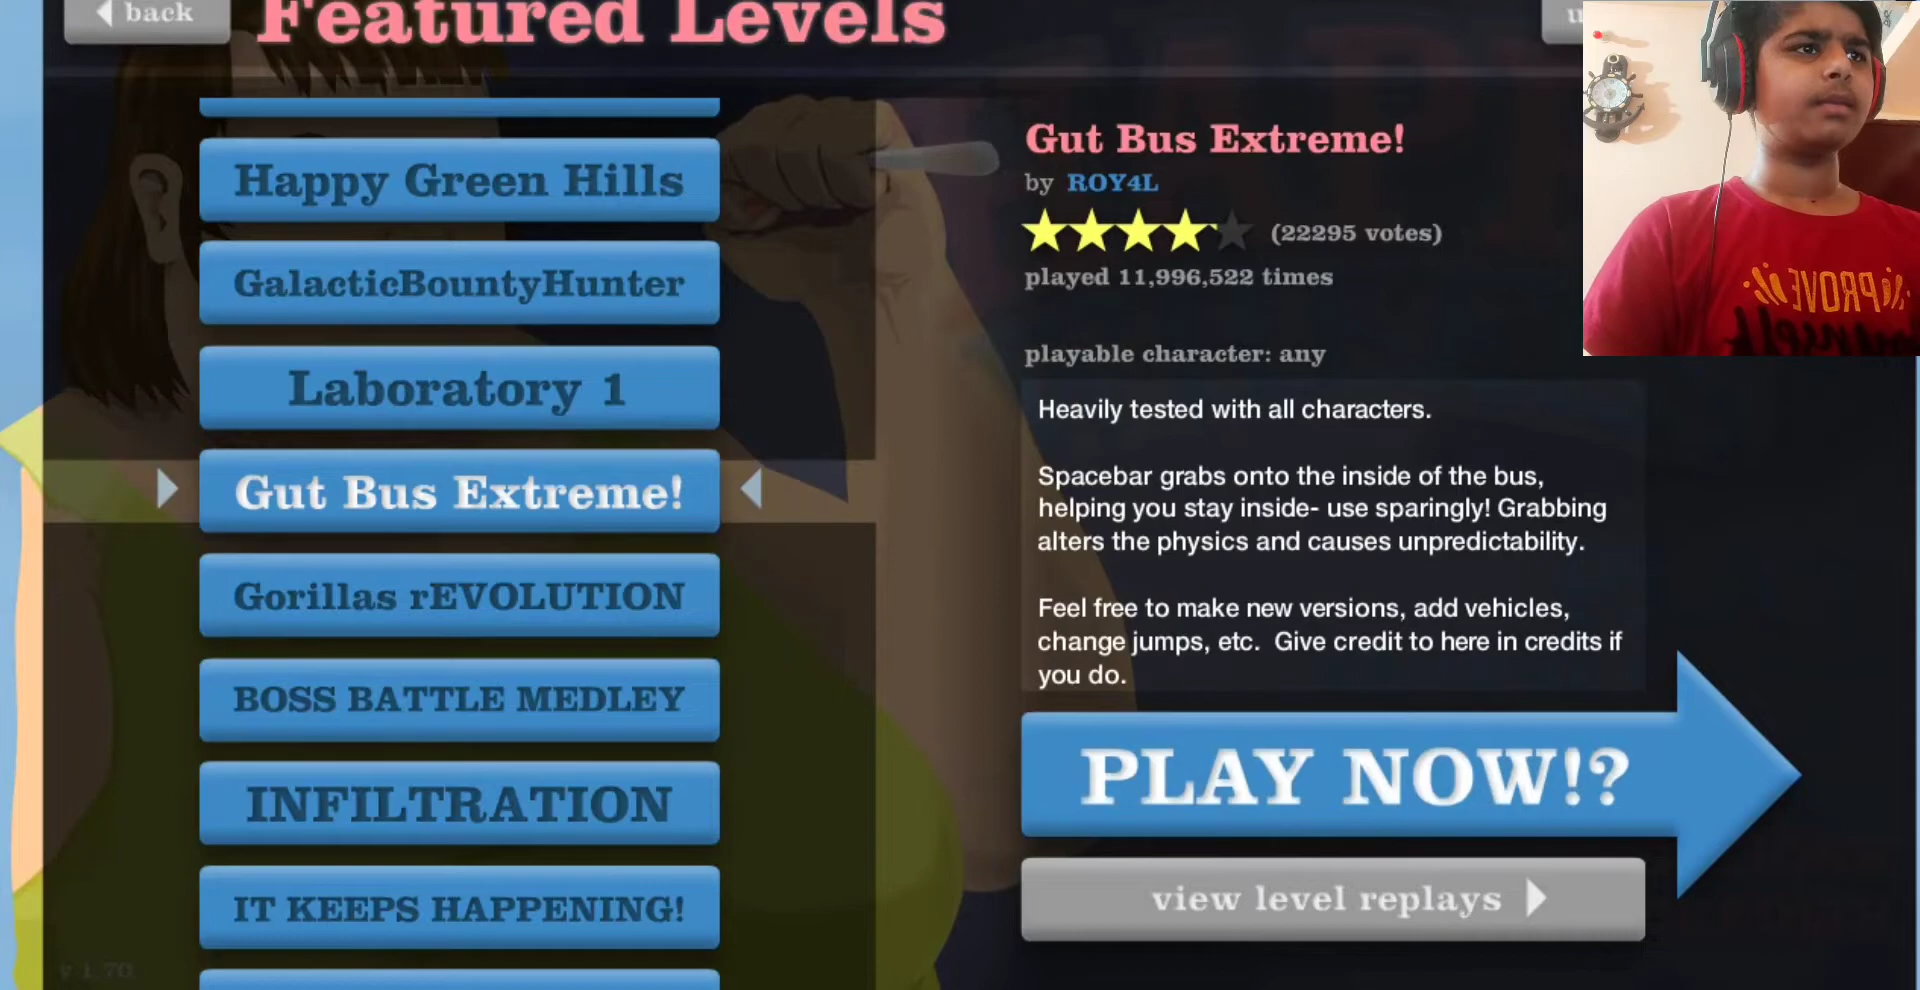 back
Featured Levels
Happy Green Hills
GalacticBountyHunter
Laboratory 1
Gut Bus Extreme!
Gorillas rEVOLUTION
BOSS BATTLE MEDLEY
INFILTRATION
IT KEEPS HAPPENING!
v 1.70
Gut Bus Extreme!
by ROY4L
(22295 votes)
played 11,996,522 times
playable character: any
Heavily tested with all characters.
Spacebar grabs onto the inside of the bus,
helping you stay inside- use sparingly! Grabbing
alters the physics and causes unpredictability.
Feel free to make new versions, add vehicles,
change jumps, etc. Give credit to here in credits if
you do.
PLAY NOW!?
view level replays